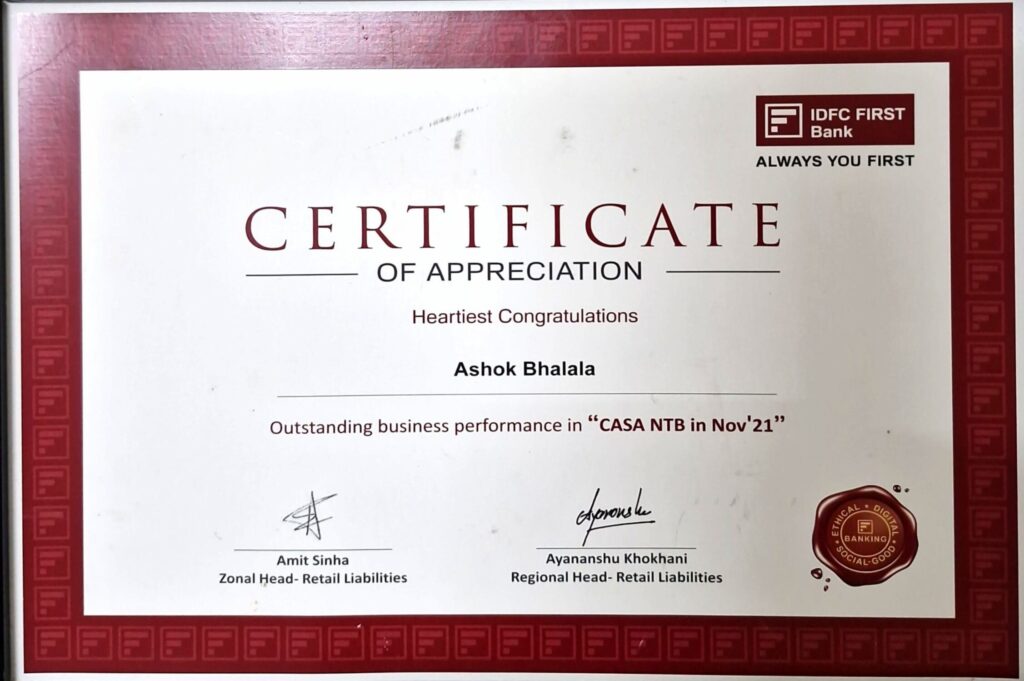 IDFC FIRST
Bank
ALWAYS YOU FIRST
CERTIFICATE
OF APPRECIATION
Heartiest Congratulations
Ashok Bhalala
Outstanding business performance in “CASA NTB in Nov'21”
Ayononshu
Amit Sinha
Zonal Head- Retail Liabilities
Ayananshu Khokhani
Regional Head- Retail Liabilities
ETHICAL • DIGITAL
BANKING
SOCIAL-GOOD